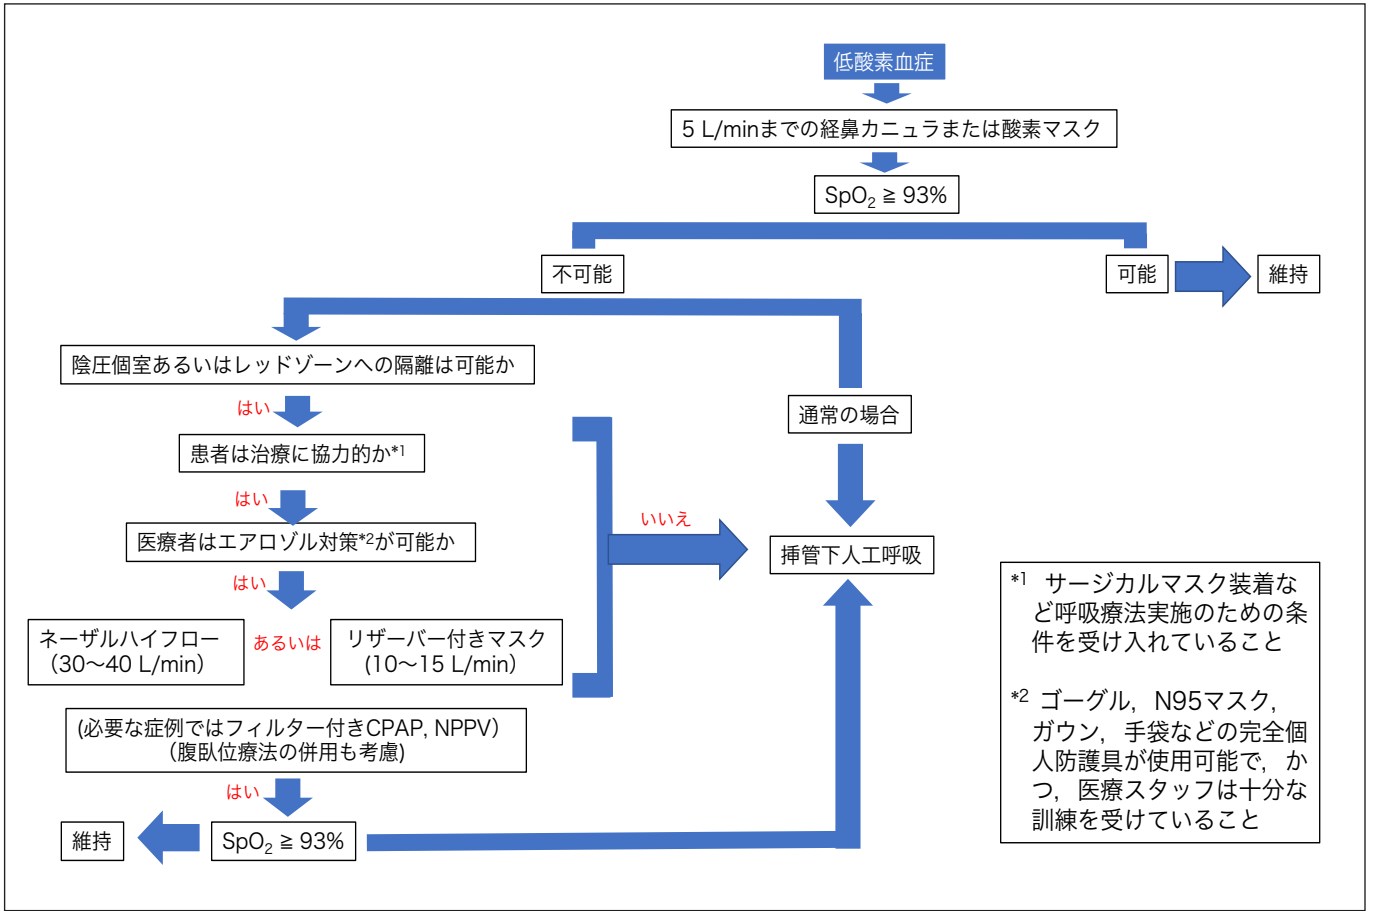 低酸素血症
5 L/minまでの経鼻カニュラまたは酸素マスク
SpO₂ ≧ 93%
不可能
可能
維持
陰圧個室あるいはレッドゾーンへの隔離は可能か
はい
通常の場合
患者は治療に協力的か*1
はい
医療者はエアロゾル対策*2が可能か
いいえ
挿管下人工呼吸
はい
ネーザルハイフロー
（30〜40 L/min）
あるいは
リザーバー付きマスク
(10〜15 L/min）
(必要な症例ではフィルター付きCPAP, NPPV）
（腹臥位療法の併用も考慮)
はい
維持
SpO₂ ≧ 93%
*1 サージカルマスク装着な
ど呼吸療法実施のための条
件を受け入れていること
*2 ゴーグル，N95マスク，
ガウン，手袋などの完全個
人防護具が使用可能で，か
つ，医療スタッフは十分な
訓練を受けていること